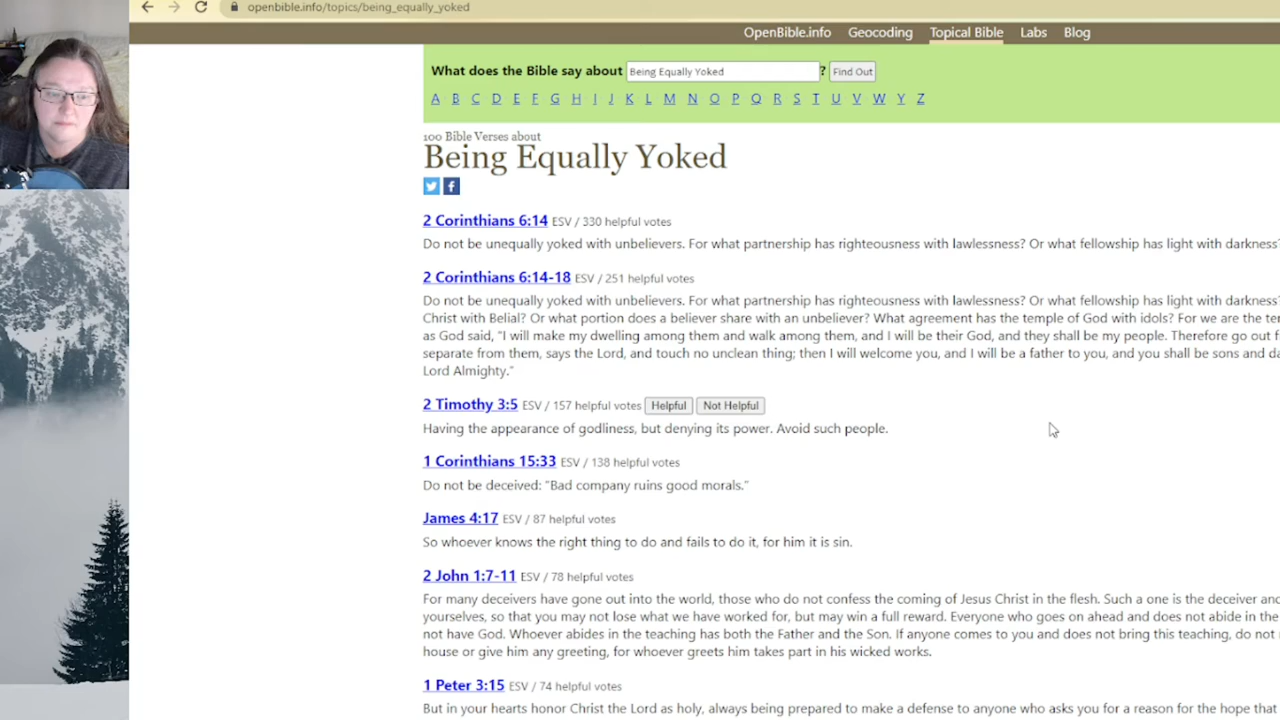 openbible.info/topics/being_equally_yoked
OpenBible.info Geocoding Topical Bible Labs Blog
What does the Bible say about Being Equally Yoked ? Find Out
A B C D E F G H I J K L M N O P Q R S T U V W Y Z
100 Bible Verses about
Being Equally Yoked
2 Corinthians 6:14 ESV / 330 helpful votes
Do not be unequally yoked with unbelievers. For what partnership has righteousness with lawlessness? Or what fellowship has light with darkness?
2 Corinthians 6:14-18 ESV / 251 helpful votes
Do not be unequally yoked with unbelievers. For what partnership has righteousness with lawlessness? Or what fellowship has light with darkness?
Christ with Belial? Or what portion does a believer share with an unbeliever? What agreement has the temple of God with idols? For we are the
as God said, “I will make my dwelling among them and walk among them, and I will be their God, and they shall be my people. Therefore go out
separate from them, says the Lord, and touch no unclean thing; then I will welcome you, and I will be a father to you, and you shall be sons and
Lord Almighty.”
2 Timothy 3:5 ESV / 157 helpful votes Helpful Not Helpful
Having the appearance of godliness, but denying its power. Avoid such people.
1 Corinthians 15:33 ESV / 138 helpful votes
Do not be deceived: “Bad company ruins good morals.”
James 4:17 ESV / 87 helpful votes
So whoever knows the right thing to do and fails to do it, for him it is sin.
2 John 1:7-11 ESV / 78 helpful votes
For many deceivers have gone out into the world, those who do not confess the coming of Jesus Christ in the flesh. Such a one is the deceiver and
yourselves, so that you may not lose what we have worked for, but may win a full reward. Everyone who goes on ahead and does not abide in the
not have God. Whoever abides in the teaching has both the Father and the Son. If anyone comes to you and does not bring this teaching, do not
house or give him any greeting, for whoever greets him takes part in his wicked works.
1 Peter 3:15 ESV / 74 helpful votes
But in your hearts honor Christ the Lord as holy, always being prepared to make a defense to anyone who asks you for a reason for the hope that